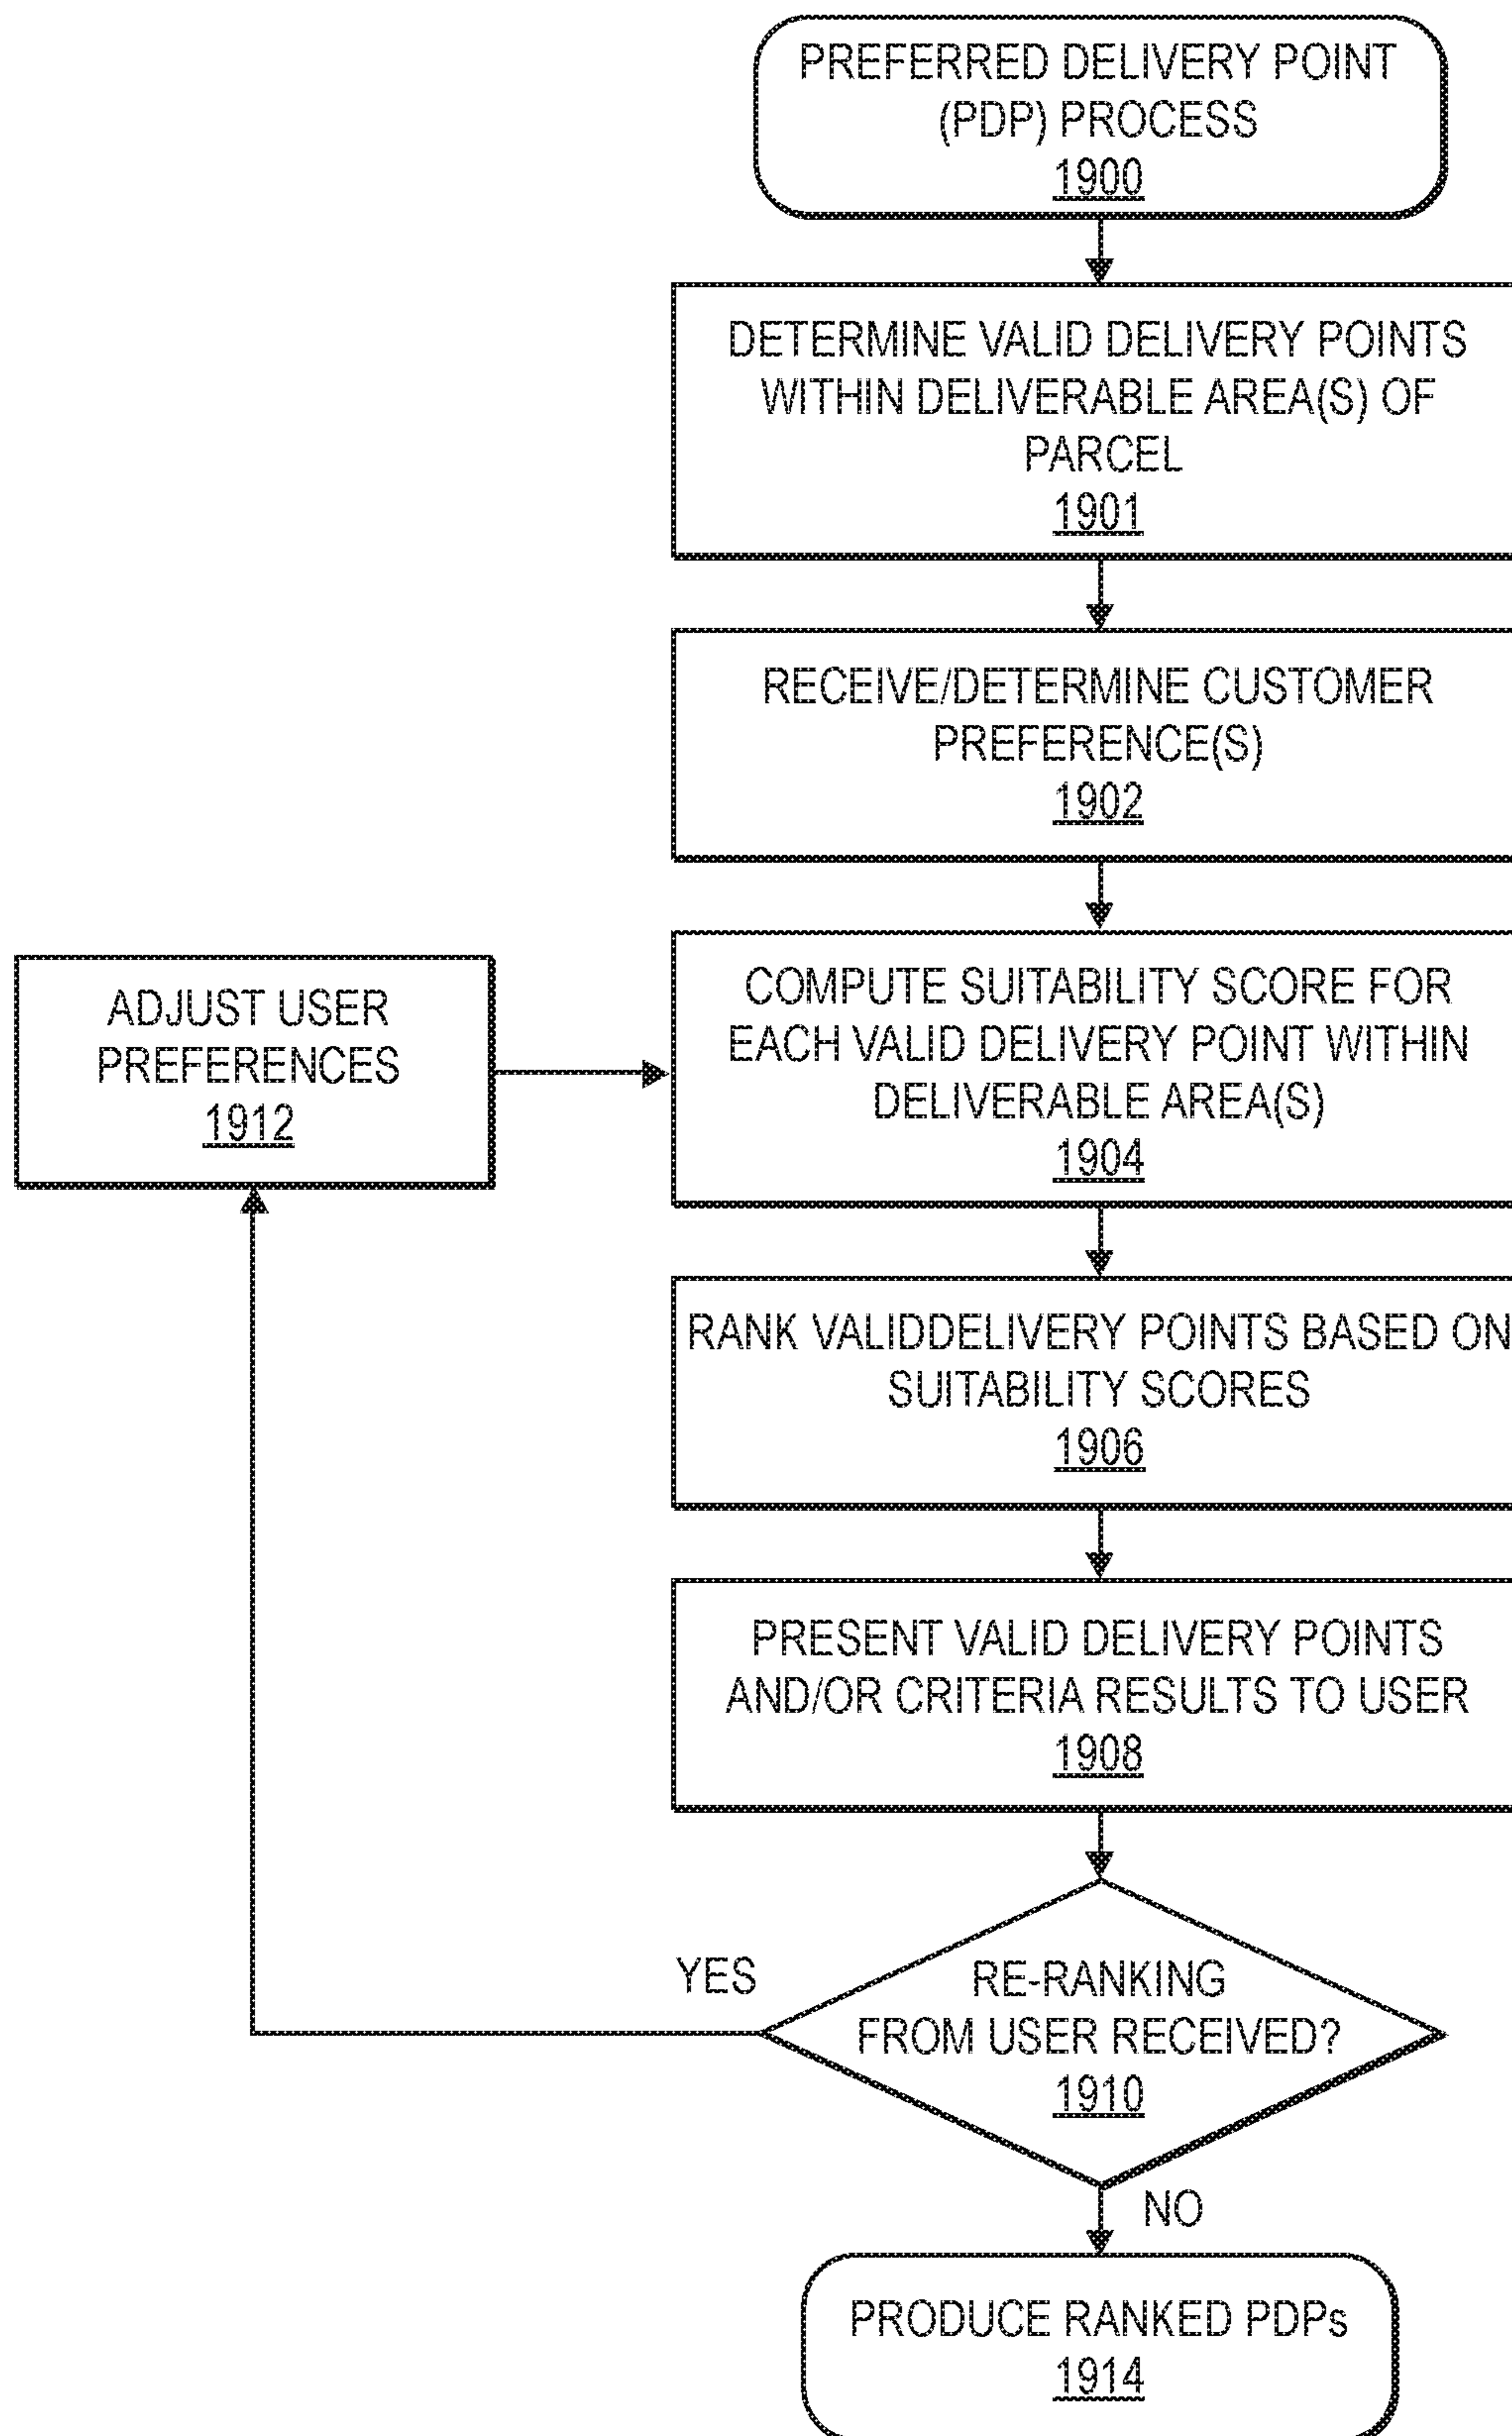 PREFERRED DELIVERY POINT
(PDP) PROCESS
1900
DETERMINE VALID DELIVERY POINTS
WITHIN DELIVERABLE AREA(S) OF
PARCEL
1901
RECEIVE/DETERMINE CUSTOMER
PREFERENCE(S)
1902
ADJUST USER
PREFERENCES
1912
COMPUTE SUITABILITY SCORE FOR
EACH VALID DELIVERY POINT WITHIN
DELIVERABLE AREA(S)
1904
RANK VALIDDELIVERY POINTS BASED ON
SUITABILITY SCORES
1906
PRESENT VALID DELIVERY POINTS
AND/OR CRITERIA RESULTS TO USER
1908
YES
RE-RANKING
FROM USER RECEIVED?
1910
NO
PRODUCE RANKED PDPs
1914